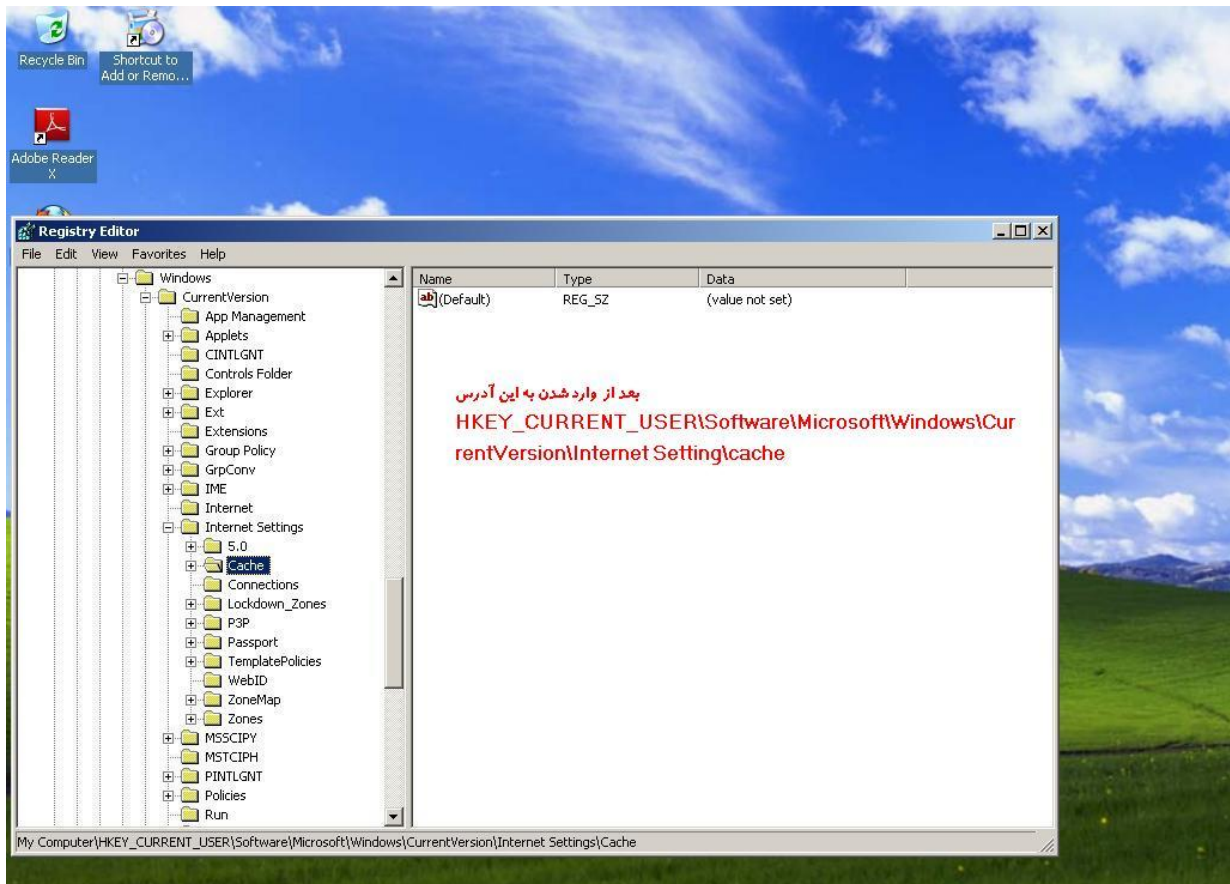 Recycle Bin
Shortcut to
Add or Remo...
Adobe Reader
X
Registry Editor
File Edit View Favorites Help
Windows
CurrentVersion
App Management
Applets
CINTLGNT
Controls Folder
Explorer
Ext
Extensions
Group Policy
GrpConv
IME
Internet
Internet Settings
5.0
Cache
Connections
Lockdown_Zones
P3P
Passport
TemplatePolicies
WebID
ZoneMap
Zones
MSSCIPY
MSTCIPH
PINTLGNT
Policies
Run
Name Type Data
ab (Default) REG_SZ (value not set)
بعد از وارد شدن به این آدرس
HKEY_CURRENT_USER\Software\Microsoft\Windows\Cur
rentVersion\Internet Setting\cache
My Computer\HKEY_CURRENT_USER\Software\Microsoft\Windows\CurrentVersion\Internet Settings\Cache